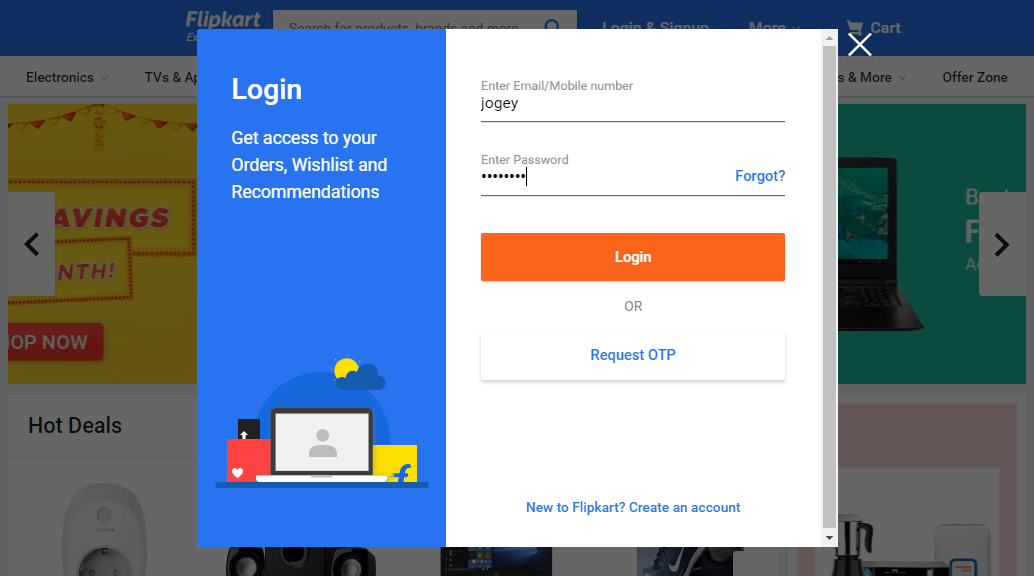 Flipkart
Search for products, brands and more
Login & Signup
More
Cart
Electronics
TVs &
s & More
Offer Zone
Login
Get access to your
Orders, Wishlist and
Recommendations
Enter Email/Mobile number
jogey
Enter Password
••••••••
Forgot?
Login
OR
Request OTP
New to Flipkart? Create an account
AVINGS
NTH!
HOP NOW
Hot Deals